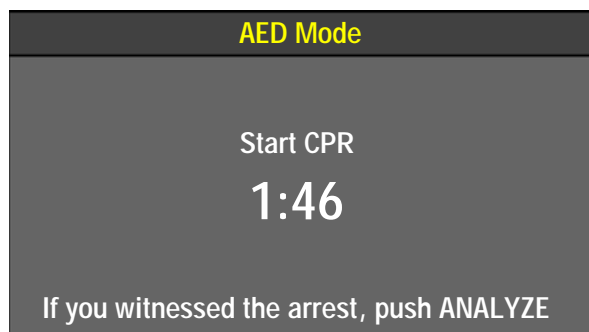 AED Mode
Start CPR
1:46
If you witnessed the arrest, push ANALYZE